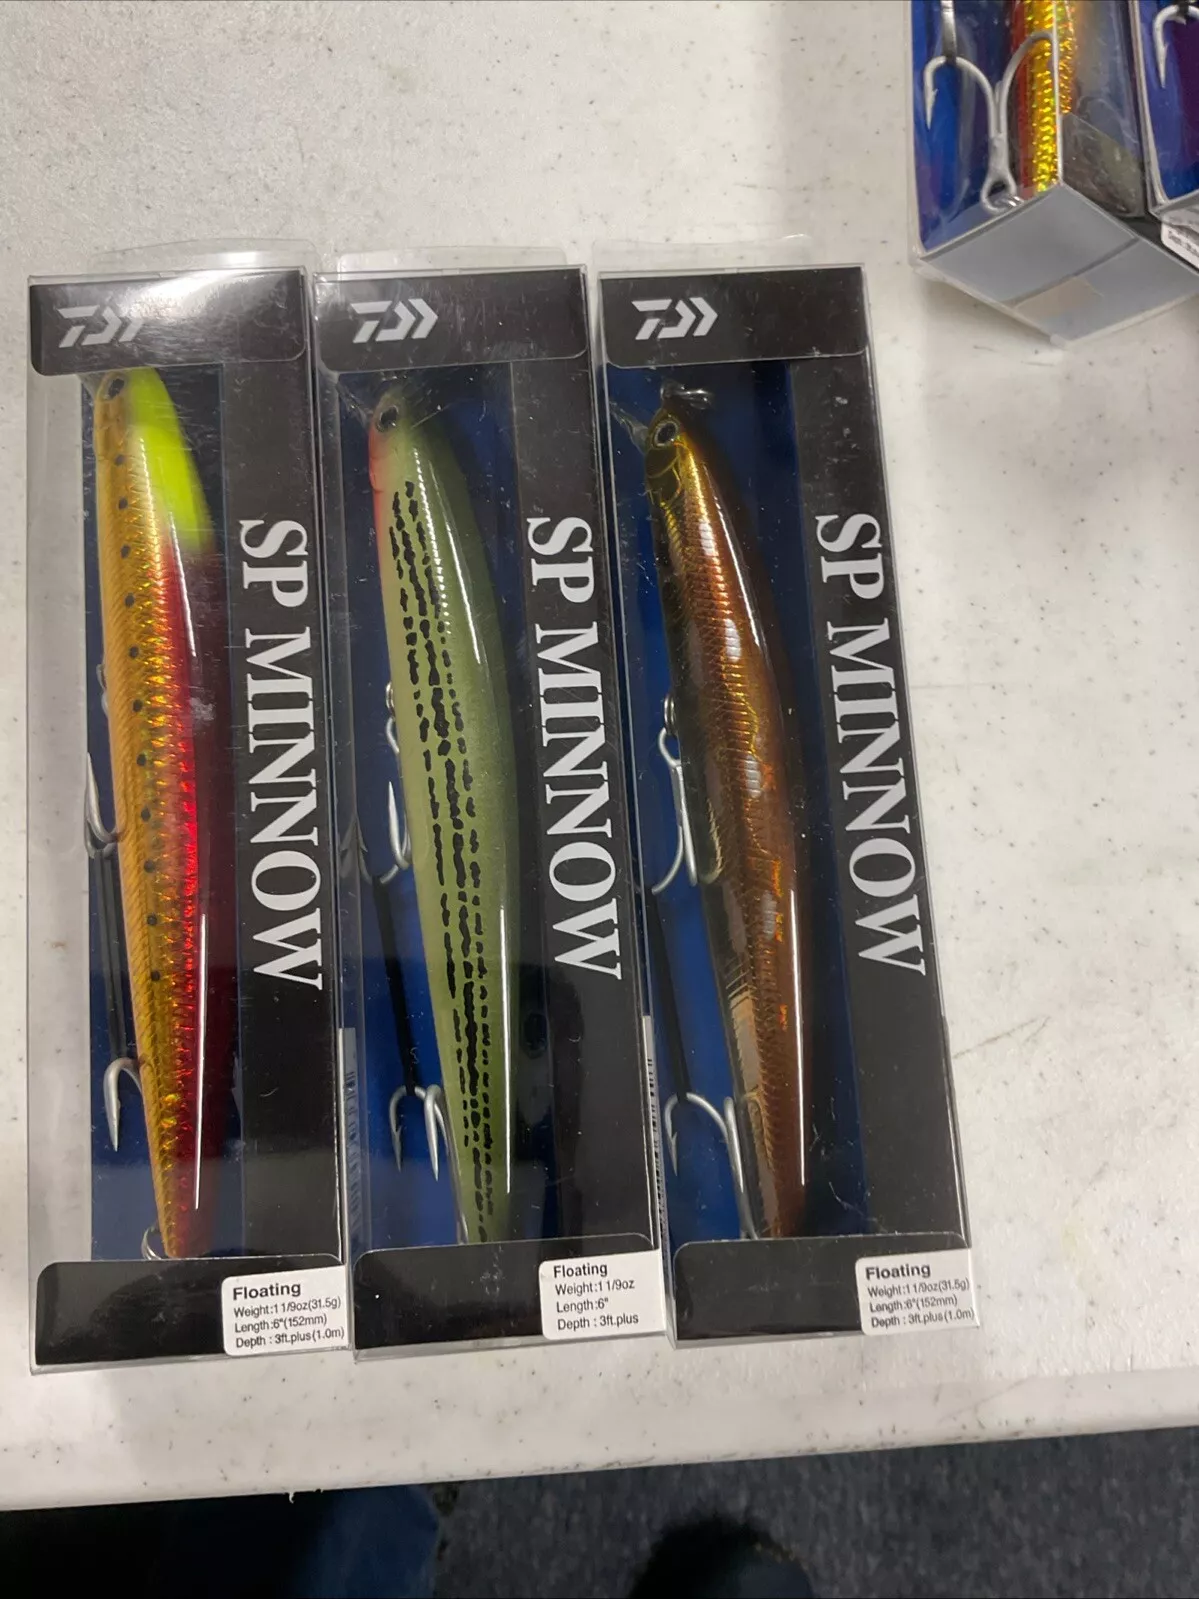 SP MINNOW
Floating
Weight:1 1/9oz(31.5g)
Length:6"(152mm)
Depth : 3ft.plus(1.0m)
SP MINNOW
Floating
Weight:1 1/9oz
Length:6"
Depth : 3ft.plus
SP MINNOW
Floating
Weight:1 1/9oz(31.5g)
Length:6"(152mm)
Depth : 3ft.plus(1.0m)